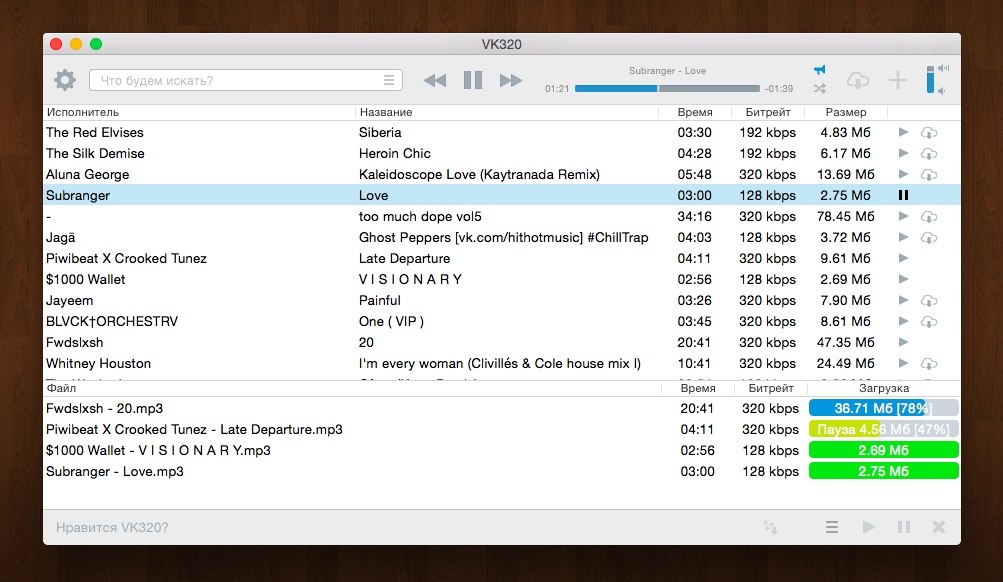 VK320
Что будем искать?
Subranger - Love
01:21 -01:39
Исполнитель Название Время Битрейт Размер
The Red Elvises Siberia 03:30 192 kbps 4.83 Мб
The Silk Demise Heroin Chic 04:28 192 kbps 6.17 Мб
Aluna George Kaleidoscope Love (Kaytranada Remix) 05:48 320 kbps 13.69 Мб
Subranger Love 03:00 128 kbps 2.75 Мб
- too much dope vol5 34:16 320 kbps 78.45 Мб
Jagã Ghost Peppers [vk.com/hithotmusic] #ChillTrap 04:03 128 kbps 3.72 Мб
Piwibeat X Crooked Tunez Late Departure 04:11 320 kbps 9.61 Мб
$1000 Wallet V I S I O N A R Y 02:56 128 kbps 2.69 Мб
Jayeem Painful 03:26 320 kbps 7.90 Мб
BLVCK†ORCHESTRV One ( VIP ) 03:45 320 kbps 8.61 Мб
Fwdslxsh 20 20:41 320 kbps 47.35 Мб
Whitney Houston I'm every woman (Clivillés & Cole house mix I) 10:41 320 kbps 24.49 Мб
Файл Время Битрейт Загрузка
Fwdslxsh - 20.mp3 20:41 320 kbps 36.71 Мб [78%]
Piwibeat X Crooked Tunez - Late Departure.mp3 04:11 320 kbps Пауза 4.56 Мб [47%]
$1000 Wallet - V I S I O N A R Y.mp3 02:56 128 kbps 2.69 Мб
Subranger - Love.mp3 03:00 128 kbps 2.75 Мб
Нравится VK320?